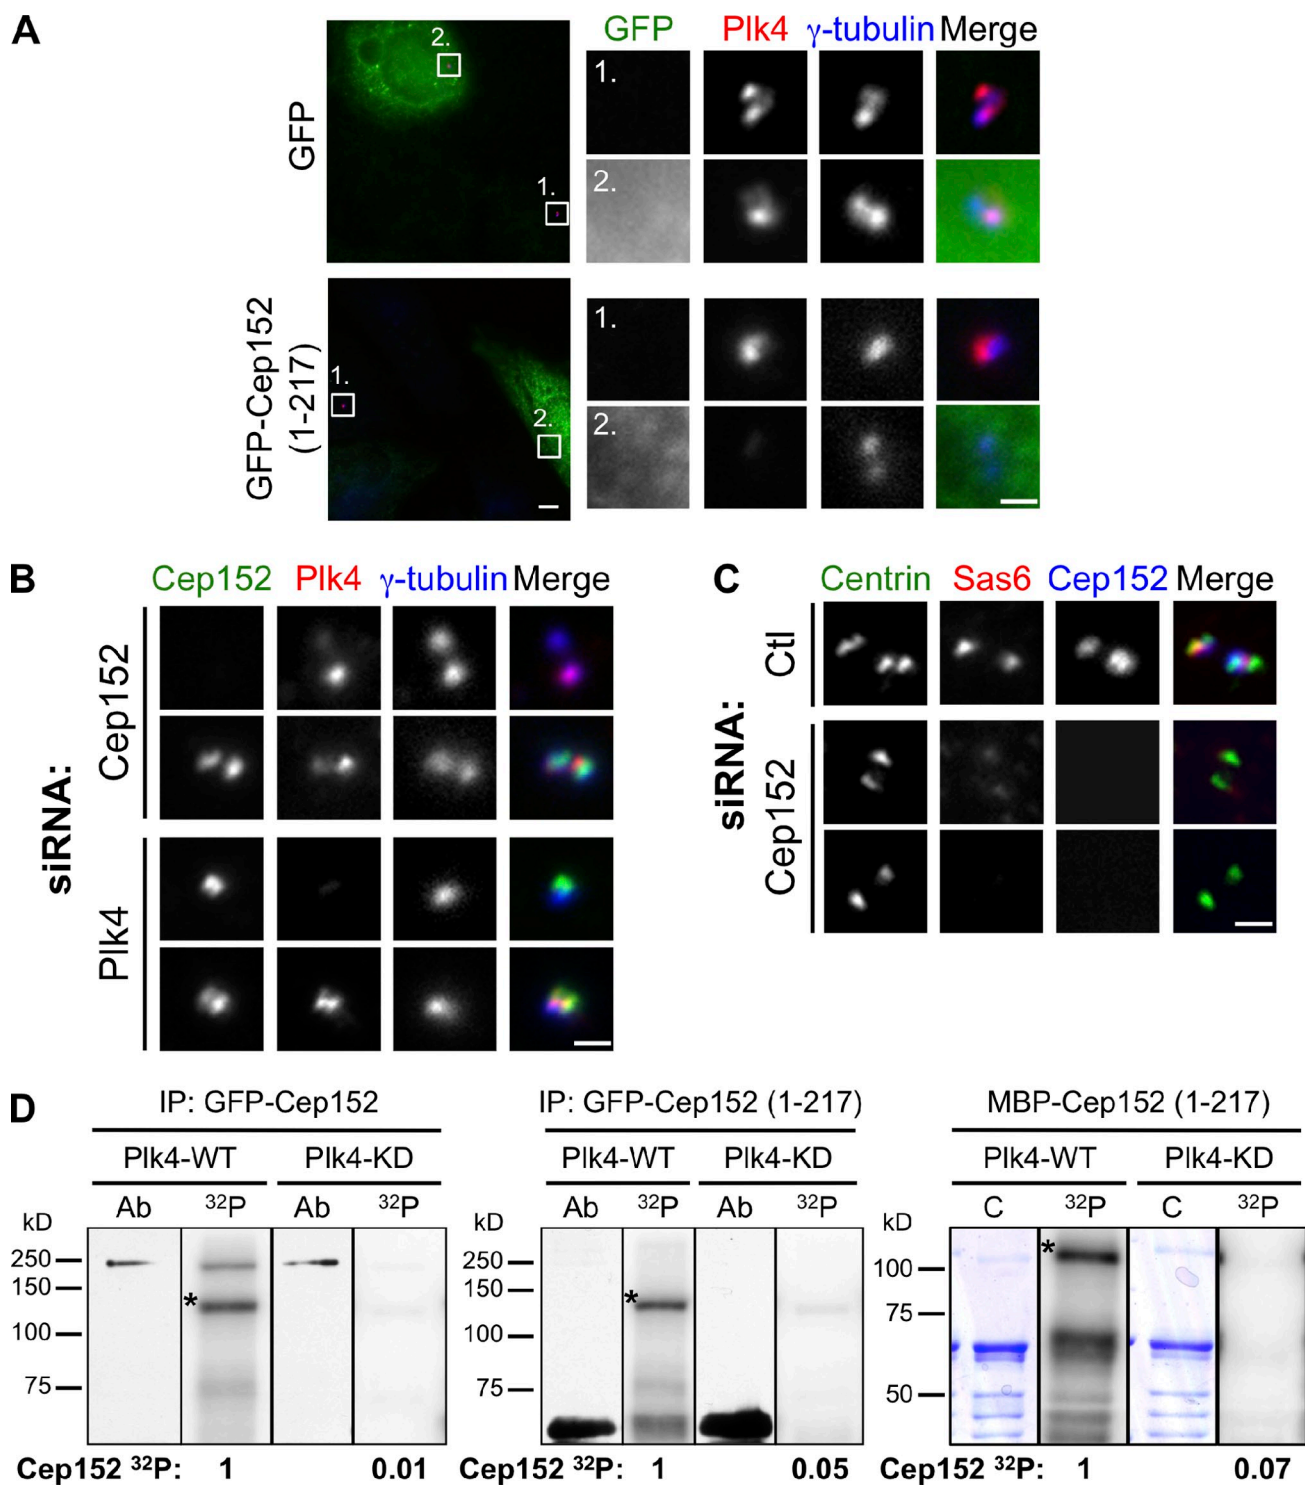 A
GFP
2.
1.
GFP Plk4 γ-tubulin Merge
1.
2.
GFP-Cep152
(1-217)
1.
2.
1.
2.
B
Cep152 Plk4 γ-tubulin Merge
siRNA:
Cep152
Plk4
C
Centrin Sas6 Cep152 Merge
siRNA:
Ctl
Cep152
D
IP: GFP-Cep152
Plk4-WT Plk4-KD
Ab ³²P Ab ³²P
kD
250
150
100
75
*
Cep152 ³²P: 1 0.01
IP: GFP-Cep152 (1-217)
Plk4-WT Plk4-KD
Ab ³²P Ab ³²P
kD
250
150
100
75
*
Cep152 ³²P: 1 0.05
MBP-Cep152 (1-217)
Plk4-WT Plk4-KD
C ³²P C ³²P
kD
100
75
50
*
Cep152 ³²P: 1 0.07